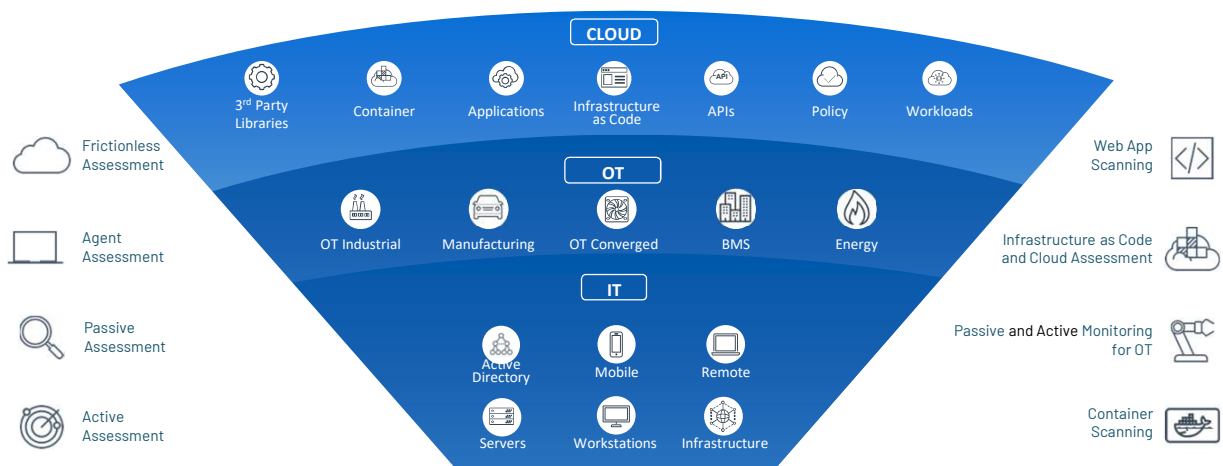 CLOUD
3rd Party
Libraries
Container
Applications
Infrastructure
as Code
API
APIs
Policy
Workloads
Frictionless
Assessment
Web App
Scanning
OT
OT Industrial
Manufacturing
OT Converged
BMS
Energy
Agent
Assessment
Infrastructure as Code
and Cloud Assessment
IT
Active
Directory
Mobile
Remote
Passive
Assessment
Passive and Active Monitoring
for OT
Servers
Workstations
Infrastructure
Active
Assessment
Container
Scanning